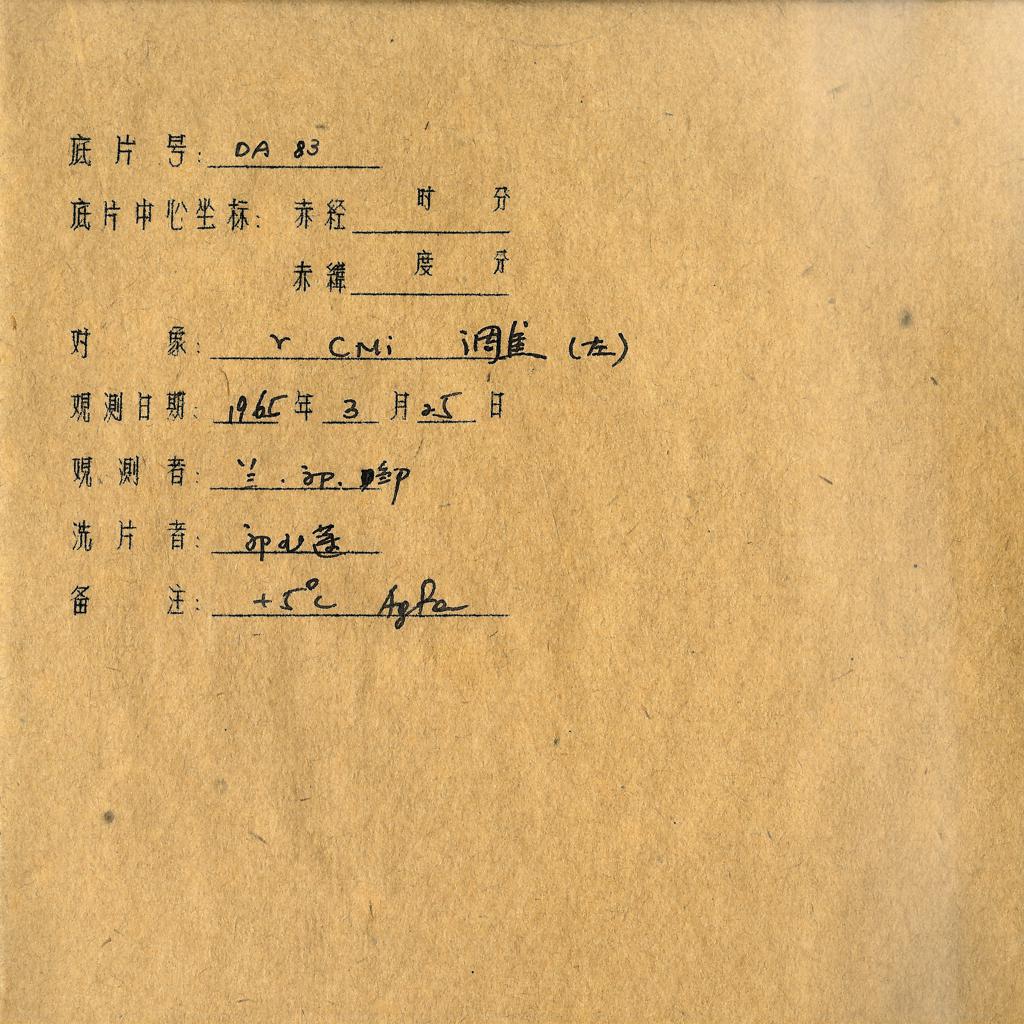 底片号: DA 83
底片中心坐标: 赤经 时 分
赤緯 度 分
对象: γ CMi 调焦 (左)
观测日期: 1965年 3 月 25 日
观测者: 兰.
洗片者:
备注: +5°C Agfa